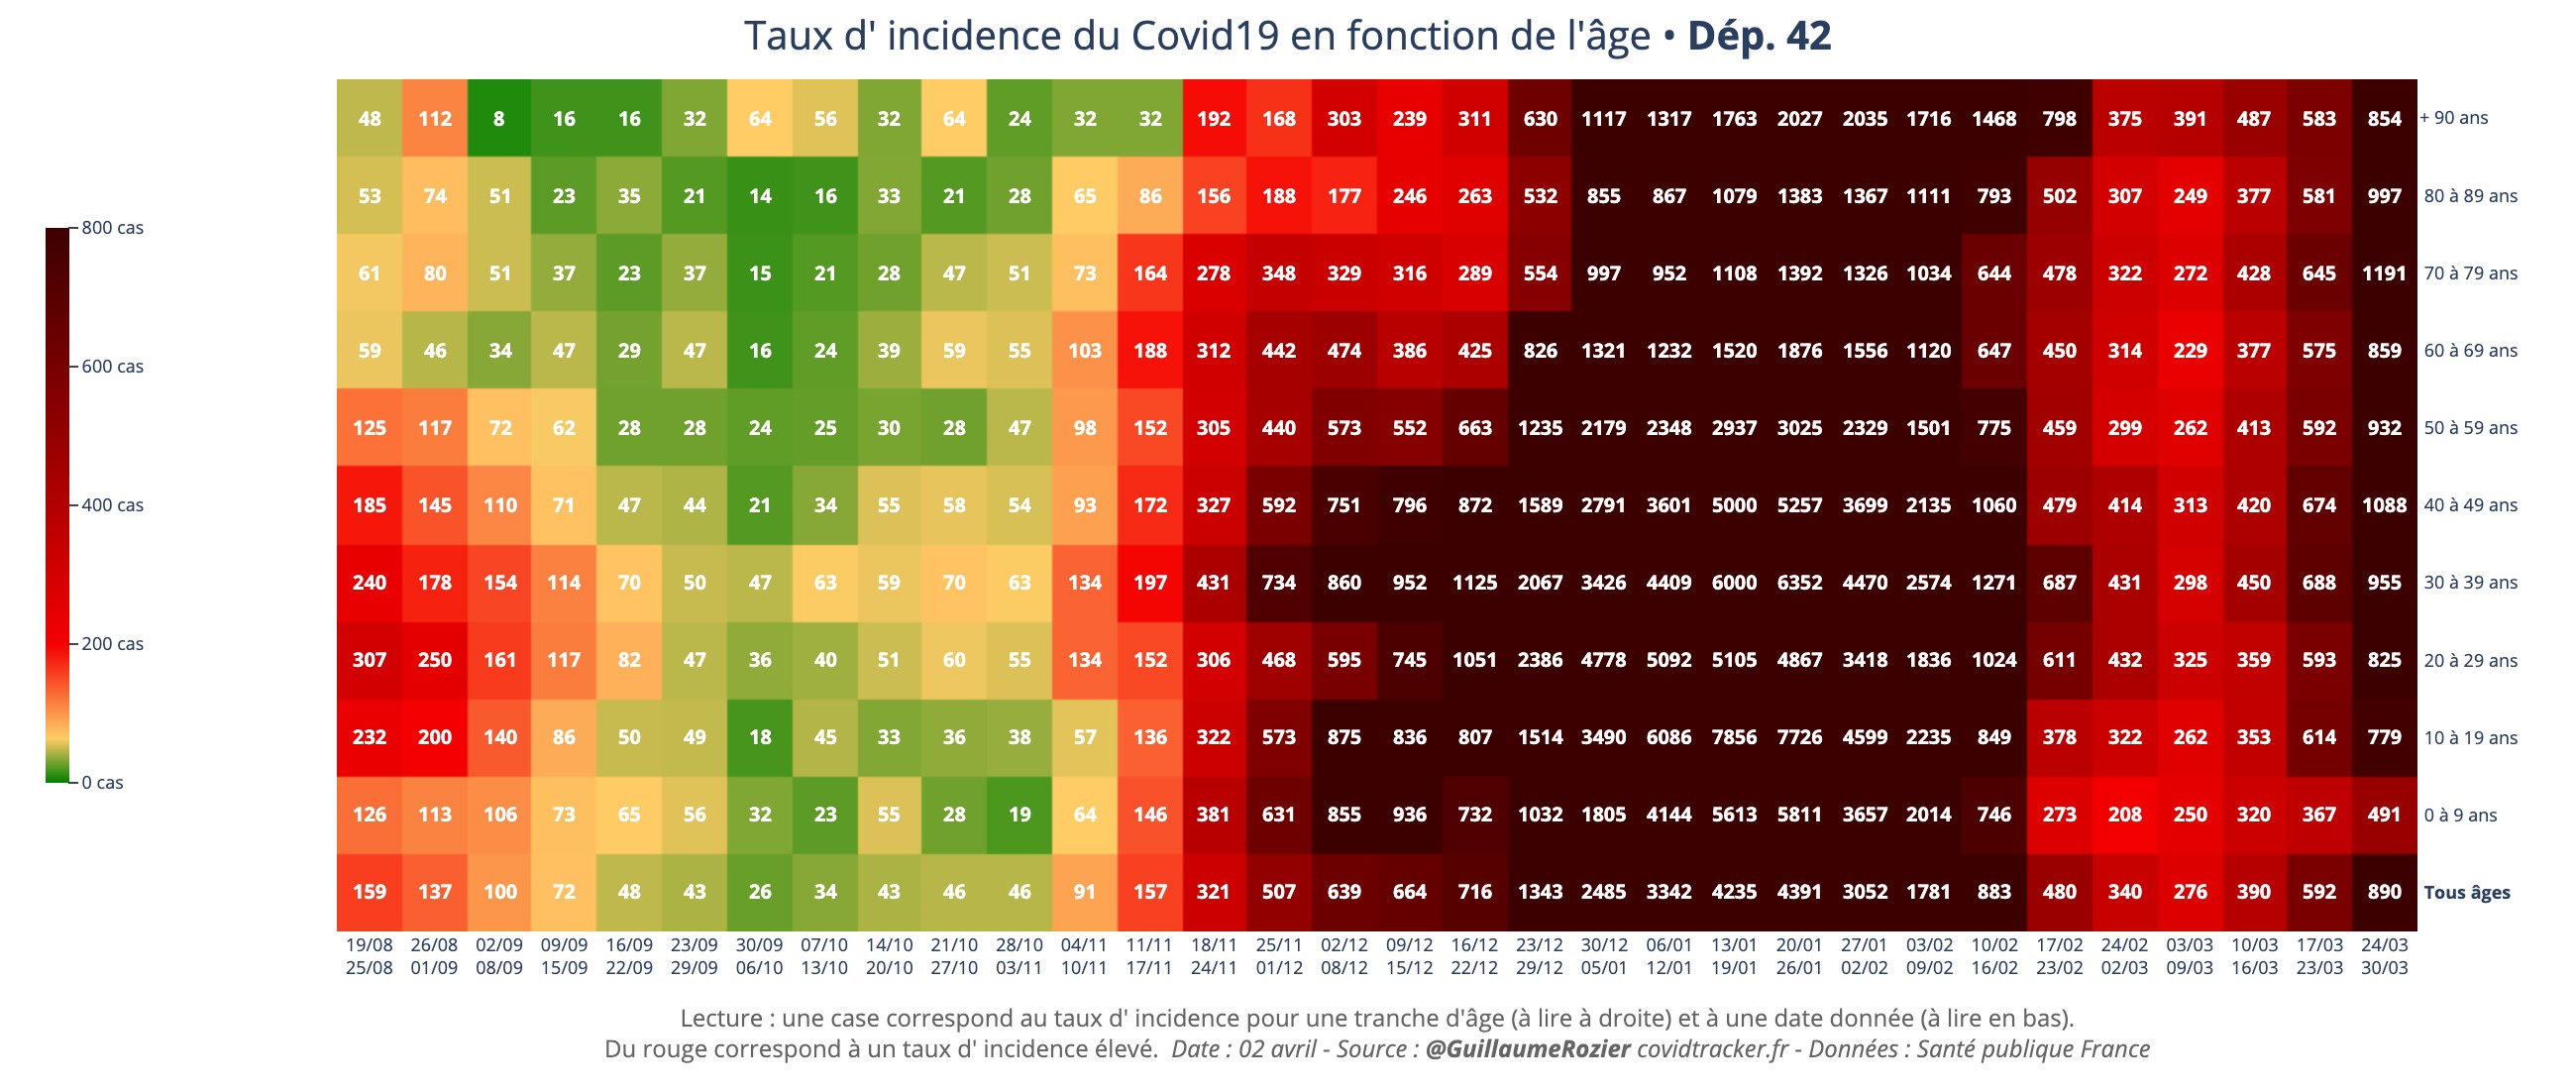 Taux d' incidence du Covid19 en fonction de l'âge • Dép. 42
48 112 8 16 16 32 64 56 32 64 24 32 32 192 168 303 239 311 630 1117 1317 1763 2027 2035 1716 1468 798 375 391 487 583 854 + 90 ans
53 74 51 23 35 21 14 16 33 21 28 65 86 156 188 177 246 263 532 855 867 1079 1383 1367 1111 793 502 307 249 377 581 997 80 à 89 ans
61 80 51 37 23 37 15 21 28 47 51 73 164 278 348 329 316 289 554 997 952 1108 1392 1326 1034 644 478 322 272 428 645 1191 70 à 79 ans
59 46 34 47 29 47 16 24 39 59 55 103 188 312 442 474 386 425 826 1321 1232 1520 1876 1556 1120 647 450 314 229 377 575 859 60 à 69 ans
125 117 72 62 28 28 24 25 30 28 47 98 152 305 440 573 552 663 1235 2179 2348 2937 3025 2329 1501 775 459 299 262 413 592 932 50 à 59 ans
185 145 110 71 47 44 21 34 55 58 54 93 172 327 592 751 796 872 1589 2791 3601 5000 5257 3699 2135 1060 479 414 313 420 674 1088 40 à 49 ans
240 178 154 114 70 50 47 63 59 70 63 134 197 431 734 860 952 1125 2067 3426 4409 6000 6352 4470 2574 1271 687 431 298 450 688 955 30 à 39 ans
307 250 161 117 82 47 36 40 51 60 55 134 152 306 468 595 745 1051 2386 4778 5092 5105 4867 3418 1836 1024 611 432 325 359 593 825 20 à 29 ans
232 200 140 86 50 49 18 45 33 36 38 57 136 322 573 875 836 807 1514 3490 6086 7856 7726 4599 2235 849 378 322 262 353 614 779 10 à 19 ans
126 113 106 73 65 56 32 23 55 28 19 64 146 381 631 855 936 732 1032 1805 4144 5613 5811 3657 2014 746 273 208 250 320 367 491 0 à 9 ans
159 137 100 72 48 43 26 34 43 46 46 91 157 321 507 639 664 716 1343 2485 3342 4235 4391 3052 1781 883 480 340 276 390 592 890 Tous âges
19/08 26/08 02/09 09/09 16/09 23/09 30/09 07/10 14/10 21/10 28/10 04/11 11/11 18/11 25/11 02/12 09/12 16/12 23/12 30/12 06/01 13/01 20/01 27/01 03/02 10/02 17/02 24/02 03/03 10/03 17/03 24/03
25/08 01/09 08/09 15/09 22/09 29/09 06/10 13/10 20/10 27/10 03/11 10/11 17/11 24/11 01/12 08/12 15/12 22/12 29/12 05/01 12/01 19/01 26/01 02/02 09/02 16/02 23/02 02/03 09/03 16/03 23/03 30/03
800 cas
600 cas
400 cas
200 cas
0 cas
Lecture : une case correspond au taux d' incidence pour une tranche d'âge (à lire à droite) et à une date donnée (à lire en bas).
Du rouge correspond à un taux d' incidence élevé. Date : 02 avril - Source : @GuillaumeRozier covidtracker.fr - Données : Santé publique France